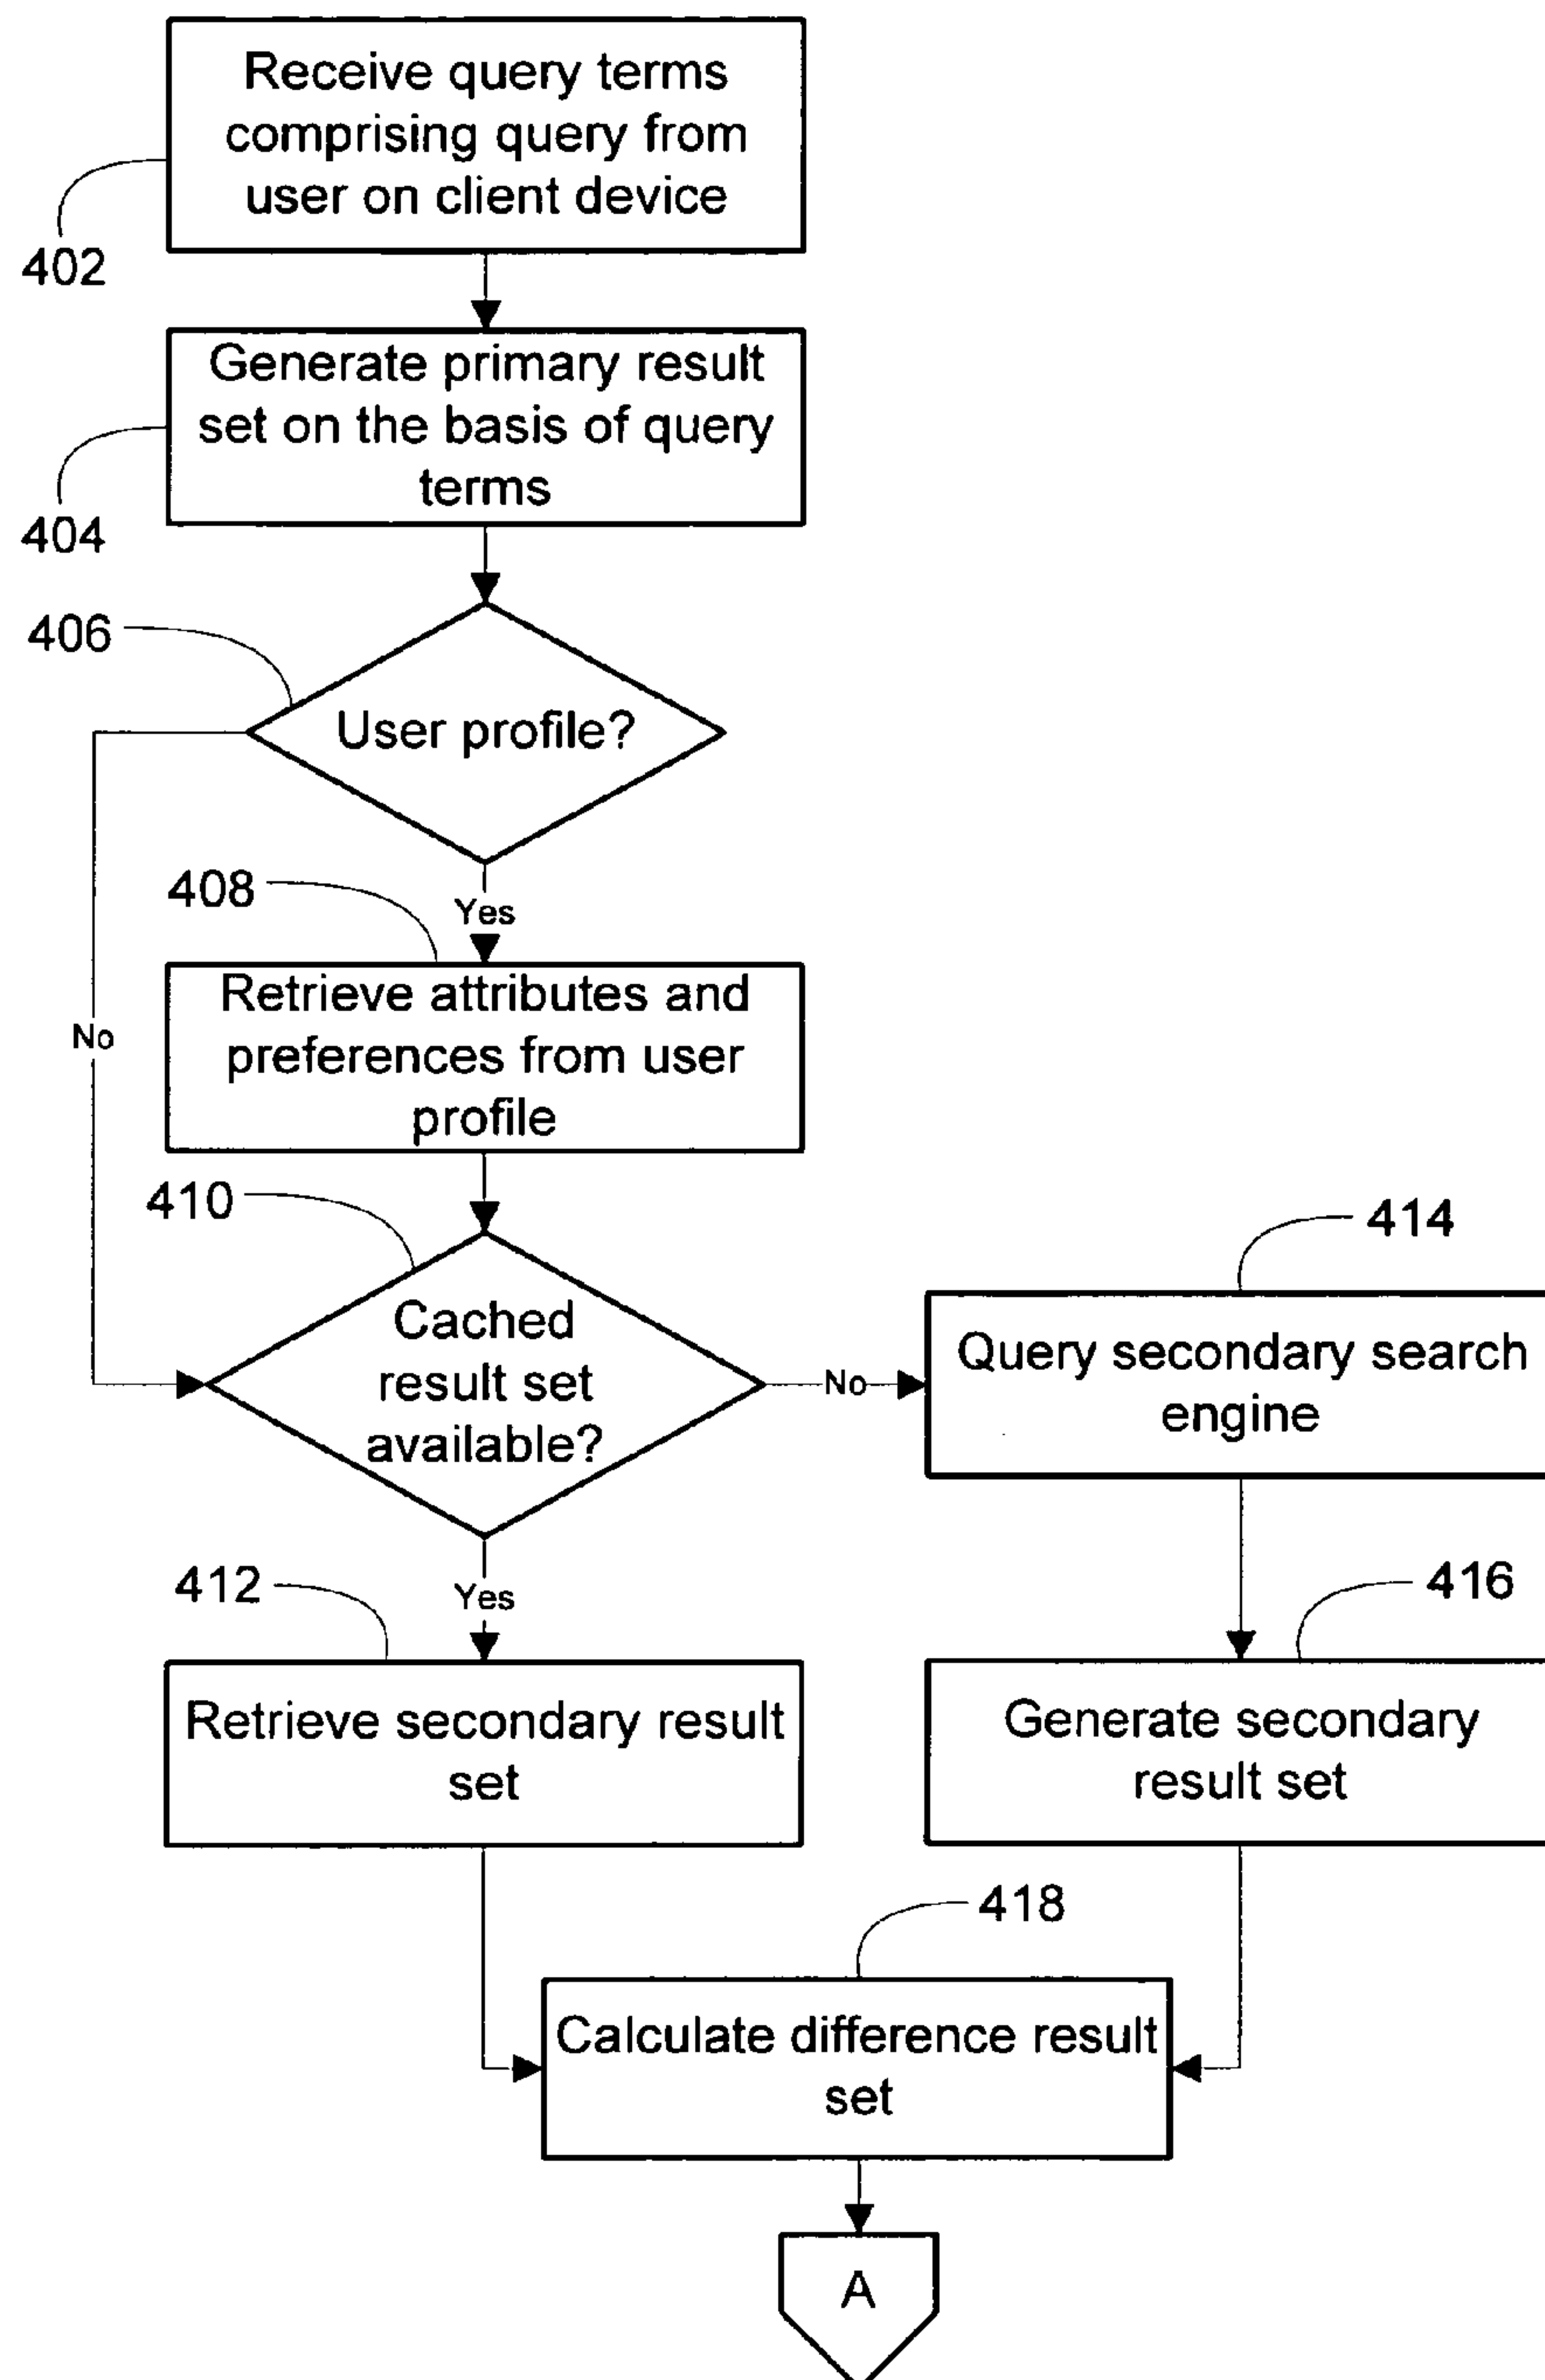 Receive query terms
comprising query from
user on client device
402
Generate primary result
set on the basis of query
terms
404
406
User profile?
408
Yes
No
Retrieve attributes and
preferences from user
profile
410
414
Cached
result set
available?
No
Query secondary search
engine
412
Yes
416
Retrieve secondary result
set
Generate secondary
result set
418
Calculate difference result
set
A